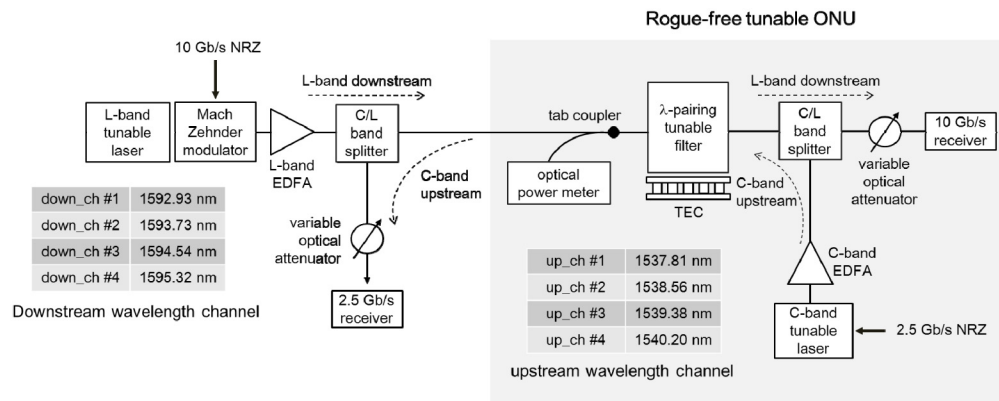 Rogue-free tunable ONU
10 Gb/s NRZ
L-band downstream
L-band
tunable
laser
Mach
Zehnder
modulator
L-band
EDFA
C/L
band
splitter
C-band
upstream
variable
optical
attenuator
2.5 Gb/s
receiver
down_ch #1 1592.93 nm
down_ch #2 1593.73 nm
down_ch #3 1594.54 nm
down_ch #4 1595.32 nm
Downstream wavelength channel
tab coupler
optical
power meter
λ-pairing
tunable
filter
TEC
L-band downstream
C/L
band
splitter
C-band
upstream
variable
optical
attenuator
10 Gb/s
receiver
C-band
EDFA
C-band
tunable
laser
2.5 Gb/s NRZ
up_ch #1 1537.81 nm
up_ch #2 1538.56 nm
up_ch #3 1539.38 nm
up_ch #4 1540.20 nm
upstream wavelength channel